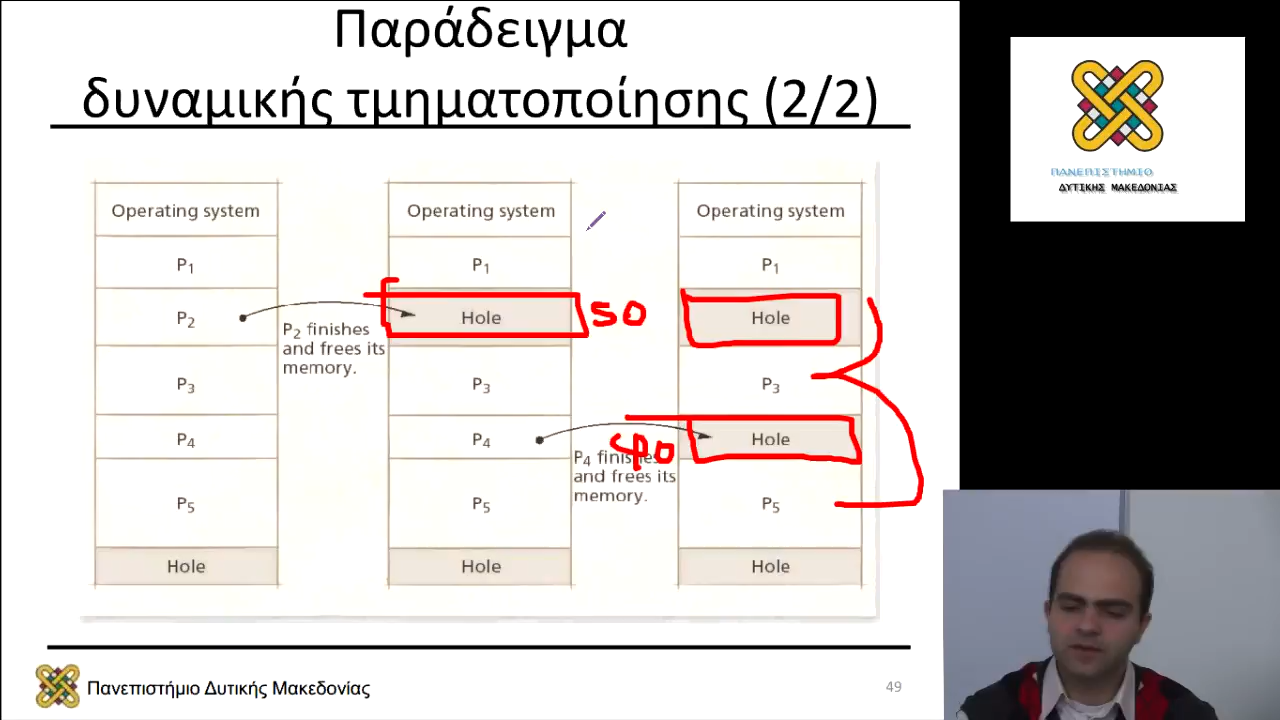 Παράδειγμα
δυναμικής τμηματοποίησης (2/2)
ΠΑΝΕΠΙΣΤΗΜΙΟ
ΔΥΤΙΚΗΣ ΜΑΚΕΔΟΝΙΑΣ
Operating system
P1
P2
P3
P4
P5
Hole
P2 finishes
and frees its
memory.
Operating system
P1
Hole
50
P3
P4
P5
Hole
P4 finishes
and frees its
memory.
40
Operating system
P1
Hole
P3
Hole
P5
Hole
Πανεπιστήμιο Δυτικής Μακεδονίας
49